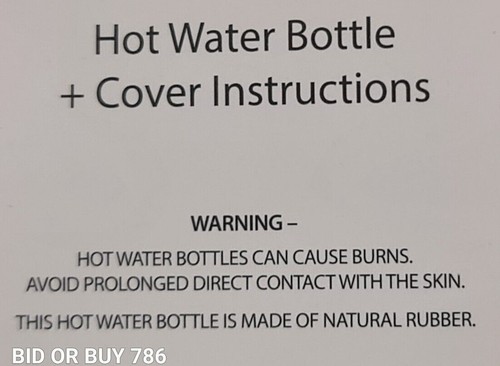 Hot Water Bottle
+ Cover Instructions
WARNING –
HOT WATER BOTTLES CAN CAUSE BURNS.
AVOID PROLONGED DIRECT CONTACT WITH THE SKIN.
THIS HOT WATER BOTTLE IS MADE OF NATURAL RUBBER.
BID OR BUY 786